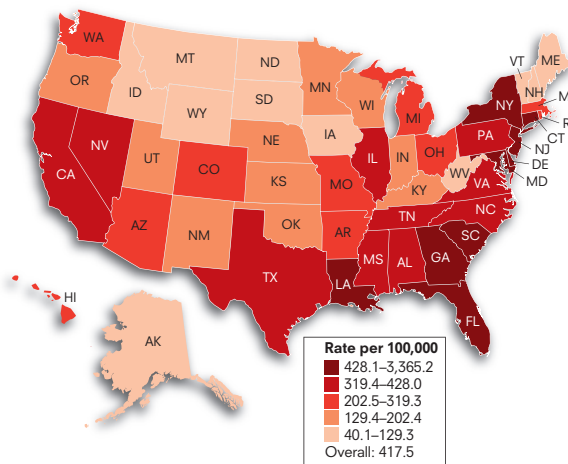 WA
MT
ND
VT
ME
OR
MN
ID
SD
WI
NH
NY
M
WY
MI
R
CT
IA
PA
NJ
NV
NE
OH
DE
UT
IL
IN
MD
CA
CO
WV
VA
KS
MO
KY
NC
TN
AZ
OK
NM
AR
SC
MS
AL
GA
TX
LA
HI
FL
AK
Rate per 100,000
428.1–3,365.2
319.4–428.0
202.5–319.3
129.4–202.4
40.1–129.3
Overall: 417.5